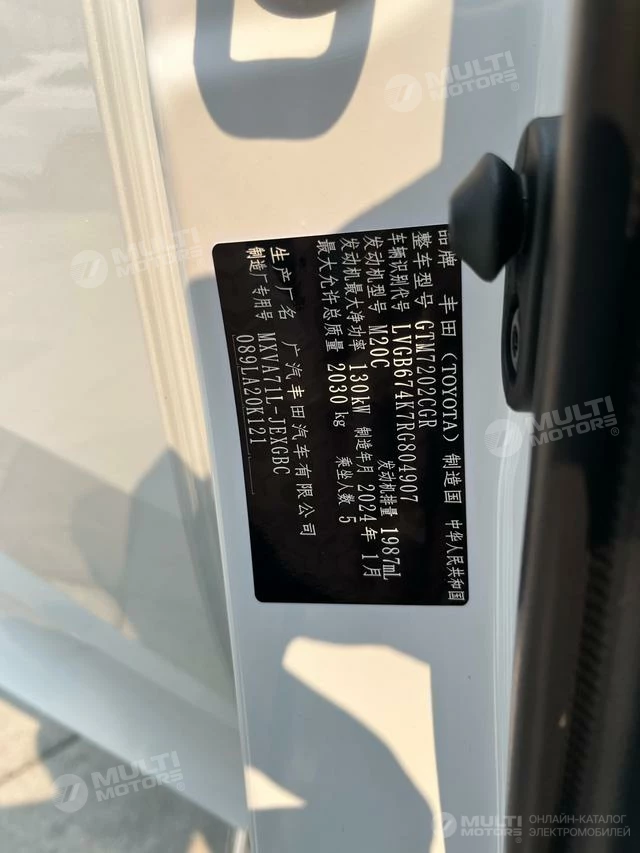 品牌 丰田 (TOYOTA) 制造国 中华人民共和国
整车型号 GTM7202CGR
车辆识别代号 LVGB674K7RG804907
发动机型号 M20C 发动机排量 1987mL
发动机最大净功率 130kW 制造年月 2024年1月
最大允许总质量 2030 kg 乘坐人数 5
生产厂名 广汽丰田汽车有限公司
制造厂专用号 MXVA71L-JEXGBC
089LA20K121
MULTI
MOTORS
MULTI
MOTORS
MULTI
MOTORS
MULTI
MOTORS
MULTI
MOTORS
ОНЛАЙН-КАТАЛОГ
ЭЛЕКТРОМОБИЛЕЙ